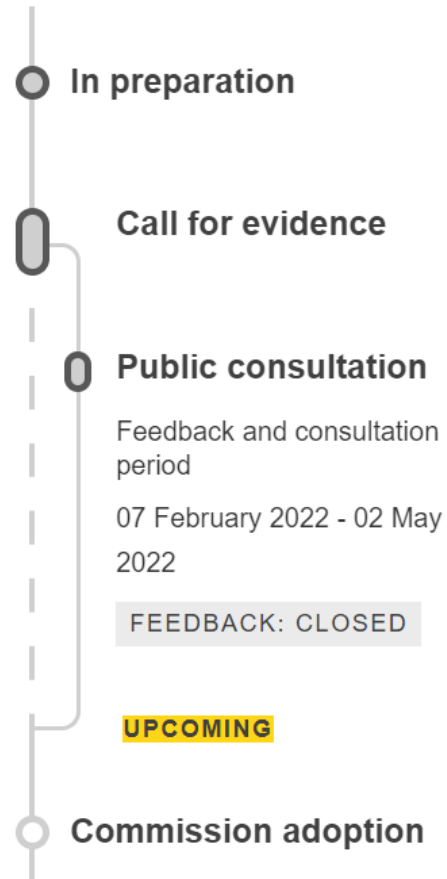 In preparation
Call for evidence
Public consultation
Feedback and consultation
period
07 February 2022 - 02 May
2022
FEEDBACK: CLOSED
UPCOMING
Commission adoption